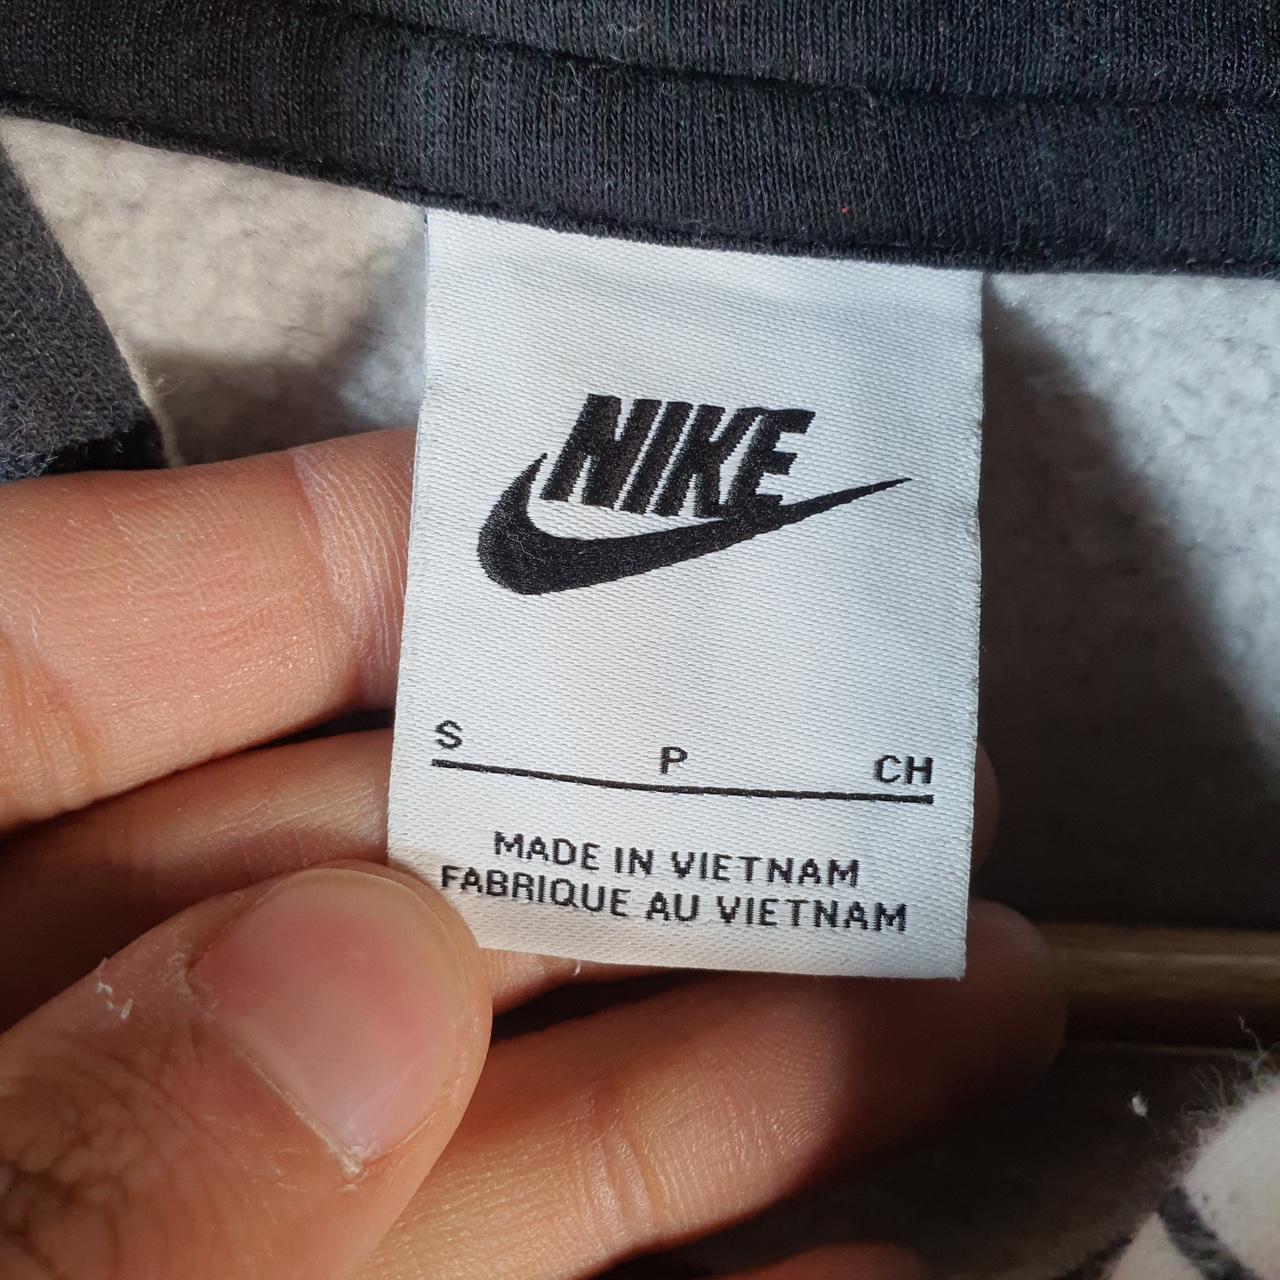 NIKE
S P CH
MADE IN VIETNAM
FABRIQUE AU VIETNAM